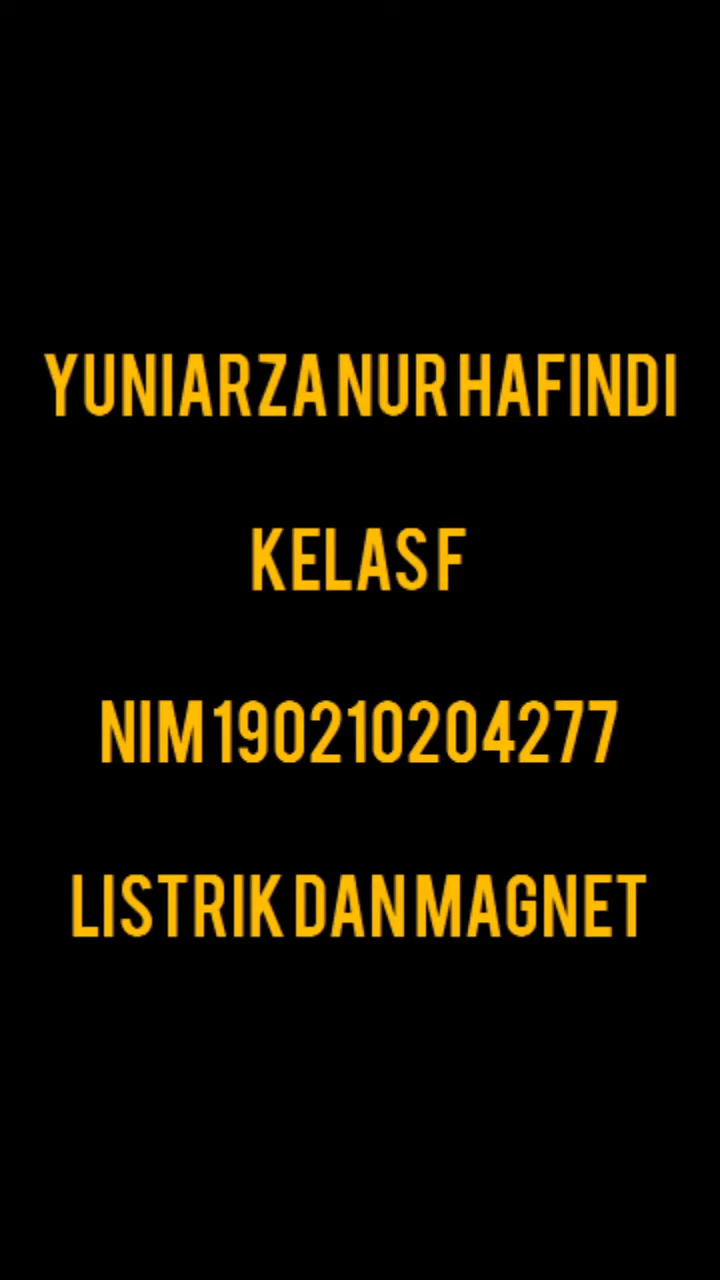 YUNIARZA NUR HAFINDI
KELAS F
NIM 190210204277
LISTRIK DAN MAGNET